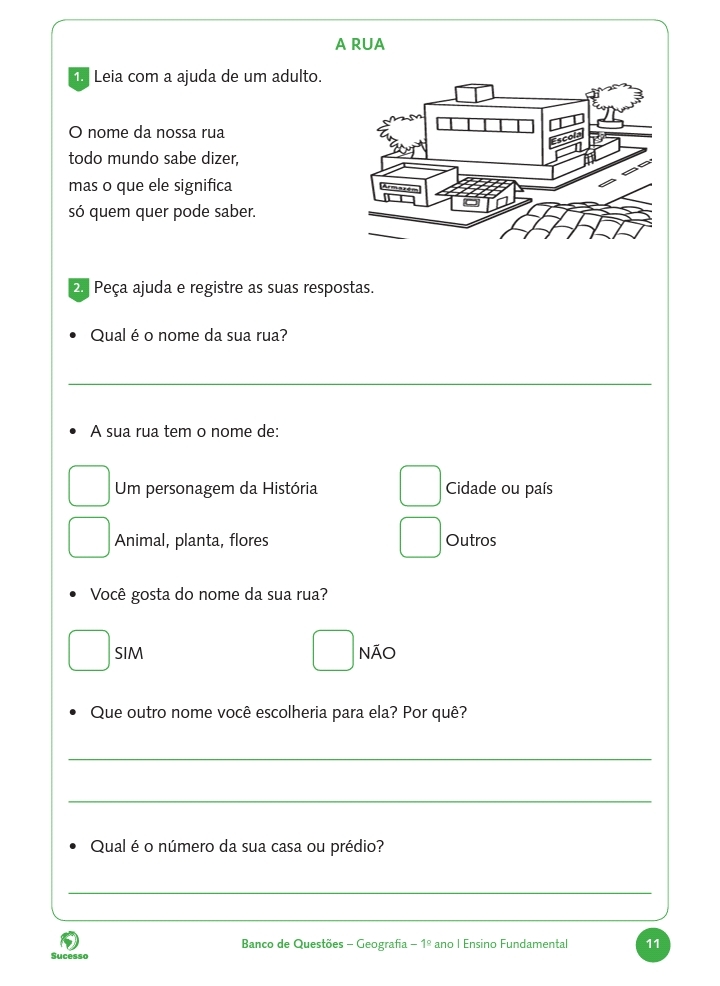 A RUA
1. Leia com a ajuda de um adulto.
O nome da nossa rua
todo mundo sabe dizer,
mas o que ele significa
só quem quer pode saber.
Escola
Armazém
2. Peça ajuda e registre as suas respostas.
• Qual é o nome da sua rua?
• A sua rua tem o nome de:
Um personagem da História
Cidade ou país
Animal, planta, flores
Outros
• Você gosta do nome da sua rua?
SIM
NÃO
• Que outro nome você escolheria para ela? Por quê?
• Qual é o número da sua casa ou prédio?
Sucesso
Banco de Questões – Geografia – 1º ano | Ensino Fundamental
11